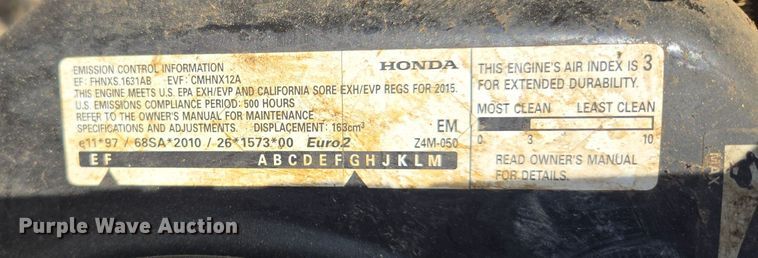 EMISSION CONTROL INFORMATION
HONDA
EF: FHNXS.1631AB EVF: CMHNX12A
THIS ENGINE MEETS U.S. EPA EXH/EVP AND CALIFORNIA SORE EXH/EVP REGS FOR 2015.
U.S. EMISSIONS COMPLIANCE PERIOD: 500 HOURS
REFER TO THE OWNER'S MANUAL FOR MAINTENANCE
SPECIFICATIONS AND ADJUSTMENTS. DISPLACEMENT: 163cm³ EM
e11*97 / 68SA*2010 / 26*1573*00 Euro.2 Z4M-050
EF ABCDEFGHJKLM
THIS ENGINE'S AIR INDEX IS 3
FOR EXTENDED DURABILITY.
MOST CLEAN LEAST CLEAN
0 3 10
READ OWNER'S MANUAL
FOR DETAILS.
MAX
Purple Wave Auction